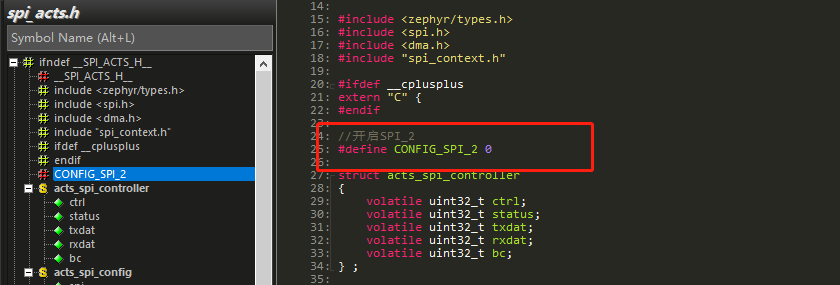 spi_acts.h
Symbol Name (Alt+L)
ifndef __SPI_ACTS_H__
__SPI_ACTS_H__
include <zephyr/types.h>
include <spi.h>
include <dma.h>
include "spi_context.h"
ifdef __cplusplus
endif
CONFIG_SPI_2
acts_spi_controller
ctrl
status
txdat
rxdat
bc
acts_spi_config
14:
15: #include <zephyr/types.h>
16: #include <spi.h>
17: #include <dma.h>
18: #include "spi_context.h"
19:
20: #ifdef __cplusplus
21: extern "C" {
22: #endif
23:
24: //开启SPI_2
25: #define CONFIG_SPI_2 0
26:
27: struct acts_spi_controller
28: {
29: volatile uint32_t ctrl;
30: volatile uint32_t status;
31: volatile uint32_t txdat;
32: volatile uint32_t rxdat;
33: volatile uint32_t bc;
34: } ;
35: